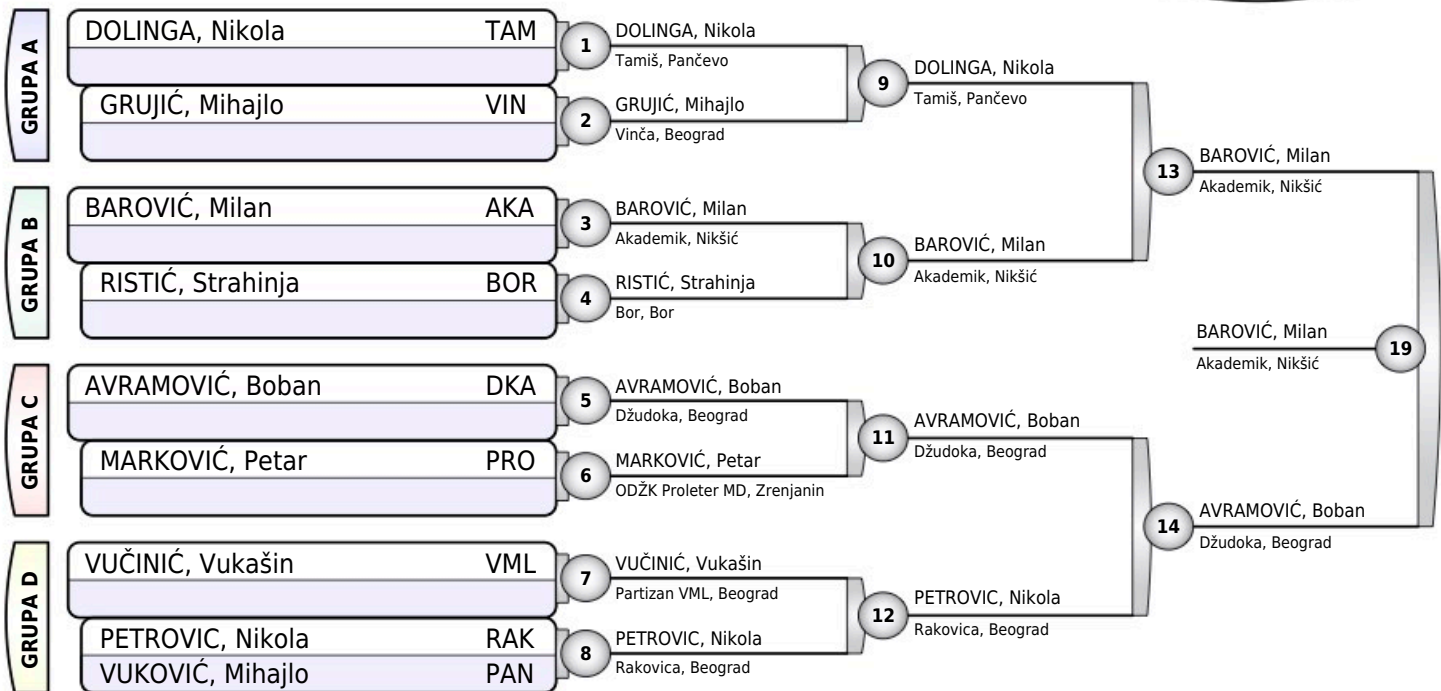 GRUPA A
DOLINGA, Nikola TAM
GRUJIĆ, Mihajlo VIN
GRUPA B
BAROVIĆ, Milan AKA
RISTIĆ, Strahinja BOR
GRUPA C
AVRAMOVIĆ, Boban DKA
MARKOVIĆ, Petar PRO
GRUPA D
VUČINIĆ, Vukašin VML
PETROVIC, Nikola RAK
VUKOVIĆ, Mihajlo PAN
1
DOLINGA, Nikola
Tamiš, Pančevo
2
GRUJIĆ, Mihajlo
Vinča, Beograd
3
BAROVIĆ, Milan
Akademik, Nikšić
4
RISTIĆ, Strahinja
Bor, Bor
5
AVRAMOVIĆ, Boban
Džudoka, Beograd
6
MARKOVIĆ, Petar
ODŽK Proleter MD, Zrenjanin
7
VUČINIĆ, Vukašin
Partizan VML, Beograd
8
PETROVIC, Nikola
Rakovica, Beograd
9
DOLINGA, Nikola
Tamiš, Pančevo
10
BAROVIĆ, Milan
Akademik, Nikšić
11
AVRAMOVIĆ, Boban
Džudoka, Beograd
12
PETROVIC, Nikola
Rakovica, Beograd
13
BAROVIĆ, Milan
Akademik, Nikšić
14
AVRAMOVIĆ, Boban
Džudoka, Beograd
BAROVIĆ, Milan
Akademik, Nikšić
19